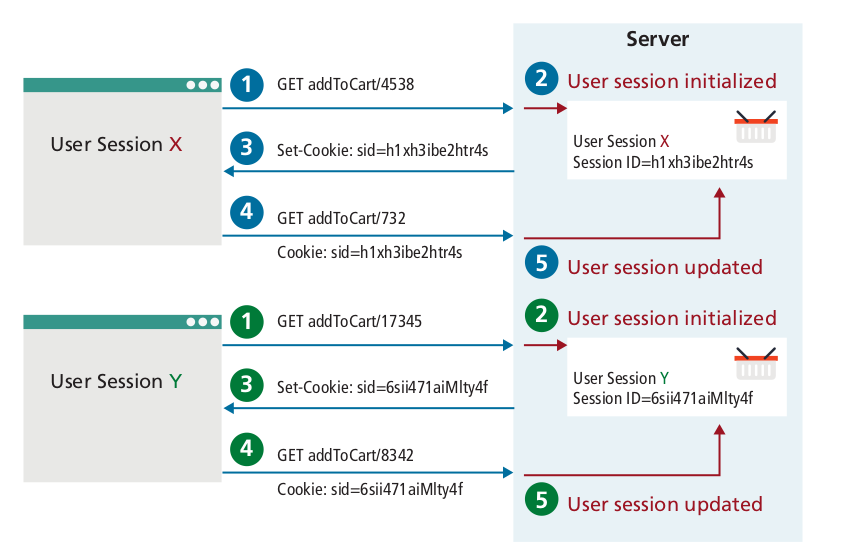 Server
1
GET addToCart/4538
2
User session initialized
User Session X
3
Set-Cookie: sid=h1xh3ibe2htr4s
User Session X
Session ID=h1xh3ibe2htr4s
4
GET addToCart/732
Cookie: sid=h1xh3ibe2htr4s
5
User session updated
1
GET addToCart/17345
2
User session initialized
User Session Y
3
Set-Cookie: sid=6sii471aiMlty4f
User Session Y
Session ID=6sii471aiMlty4f
4
GET addToCart/8342
Cookie: sid=6sii471aiMlty4f
5
User session updated